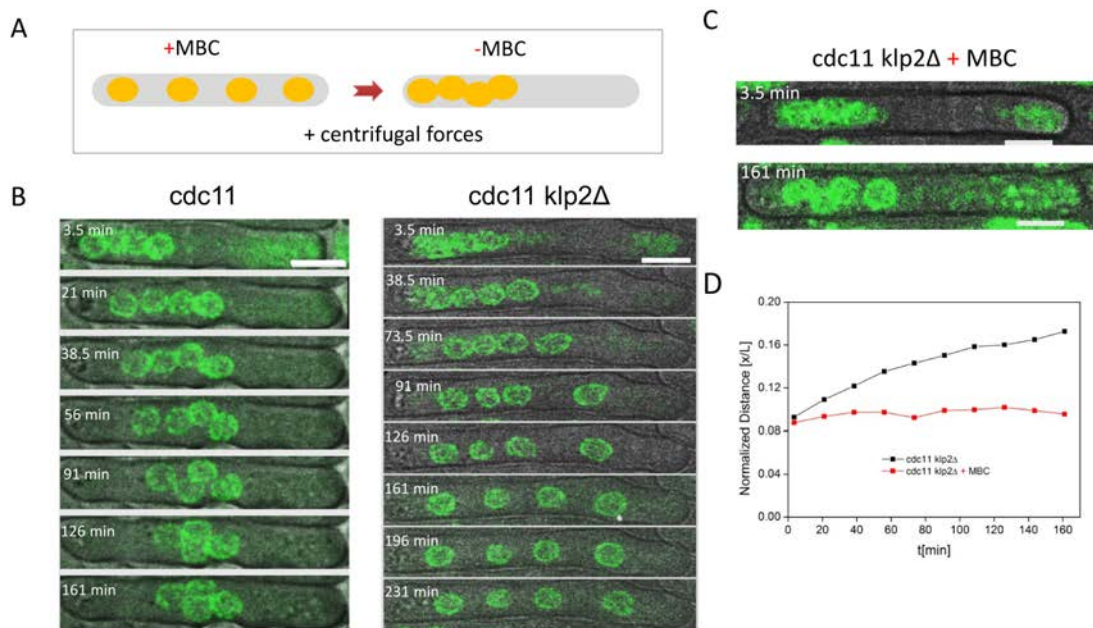 A
+MBC
-MBC
+ centrifugal forces
B
cdc11
3.5 min
21 min
38.5 min
56 min
91 min
126 min
161 min
cdc11 klp2Δ
3.5 min
38.5 min
73.5 min
91 min
126 min
161 min
196 min
231 min
C
cdc11 klp2Δ + MBC
3.5 min
161 min
D
Normalized Distance [x/L]
0.20
0.16
0.12
0.08
0.04
0.00
cdc11 klp2Δ
cdc11 klp2Δ + MBC
0 20 40 60 80 100 120 140 160
t[min]